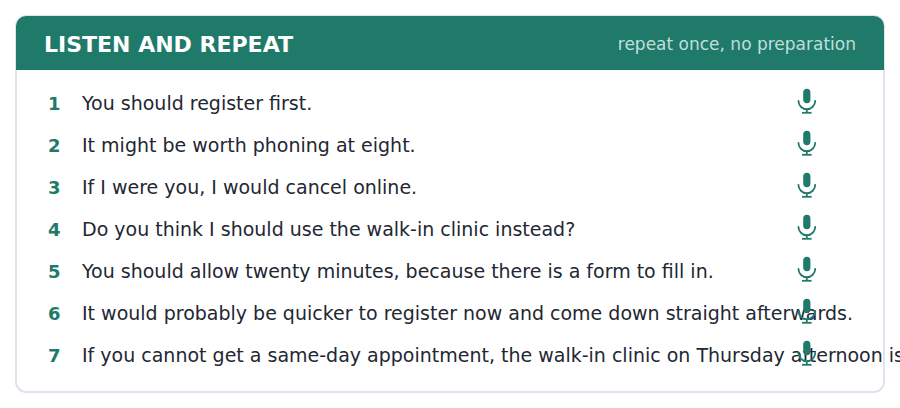 LISTEN AND REPEAT
repeat once, no preparation
1 You should register first.
2 It might be worth phoning at eight.
3 If I were you, I would cancel online.
4 Do you think I should use the walk-in clinic instead?
5 You should allow twenty minutes, because there is a form to fill in.
6 It would probably be quicker to register now and come down straight afterwards.
7 If you cannot get a same-day appointment, the walk-in clinic on Thursday afternoon is